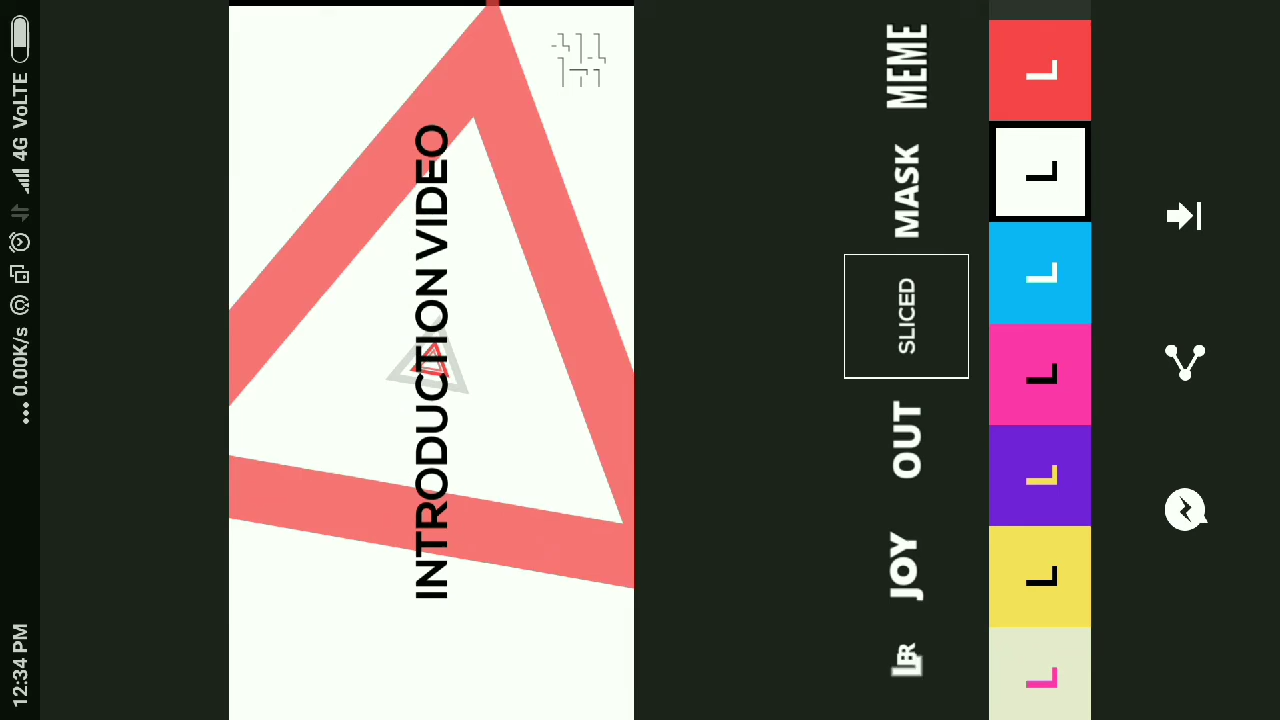 12:34 PM
... 0.00K/s 4G VoLTE
INTRODUCTION VIDEO
JOY OUT SLICED MASK MEME
L L L L L L L